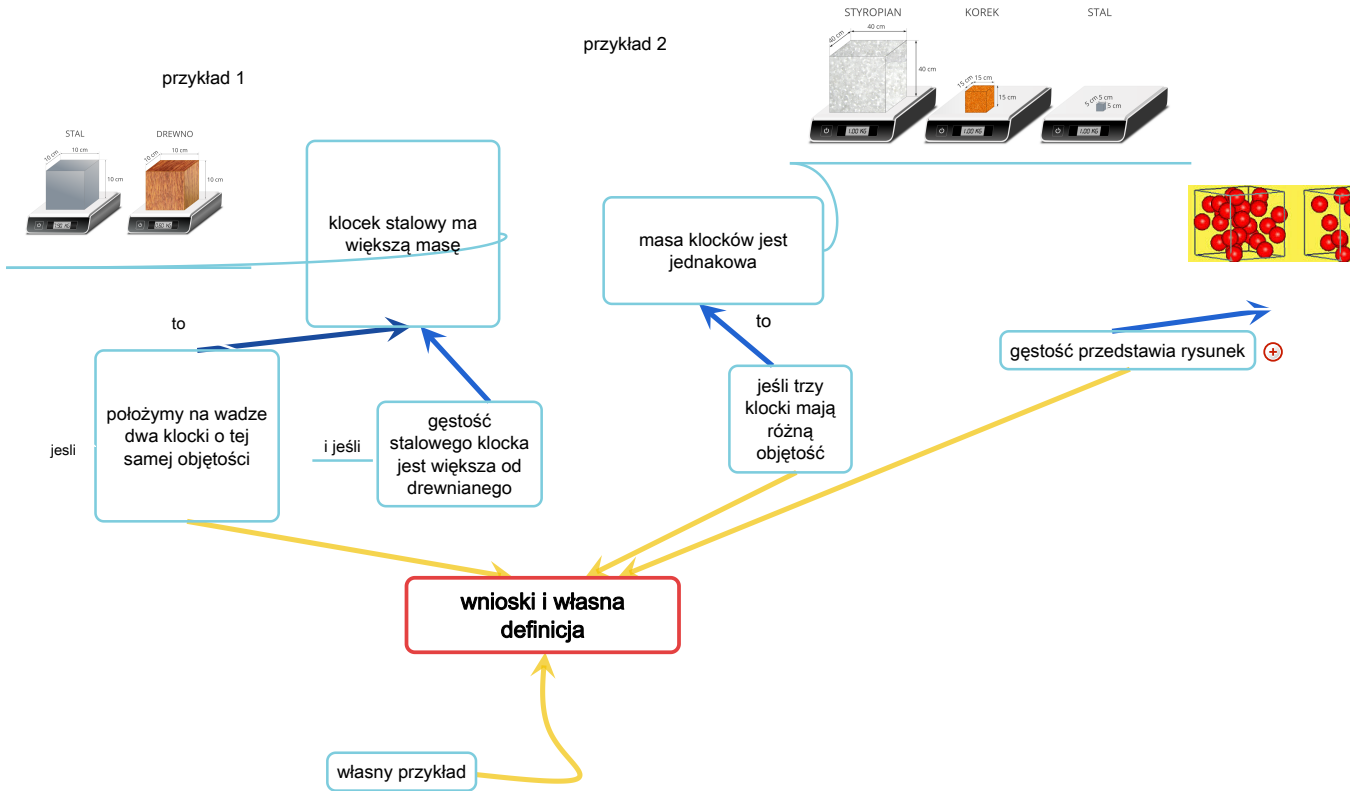 przykład 1
STAL
DREWNO
10 cm
10 cm
10 cm
10 cm
10 cm
10 cm
przykład 2
STYROPIAN
KOREK
STAL
40 cm
40 cm
40 cm
15 cm
15 cm
15 cm
5 cm
5 cm
5 cm
1.00 KG
1.00 KG
1.00 KG
klocek stalowy ma
większą masę
masa klocków jest
jednakowa
to
to
gęstość przedstawia rysunek
jesli
położymy na wadze
dwa klocki o tej
samej objętości
i jeśli
gęstość
stalowego klocka
jest większa od
drewnianego
jeśli trzy
klocki mają
różną
objętość
wnioski i własna
definicja
własny przykład